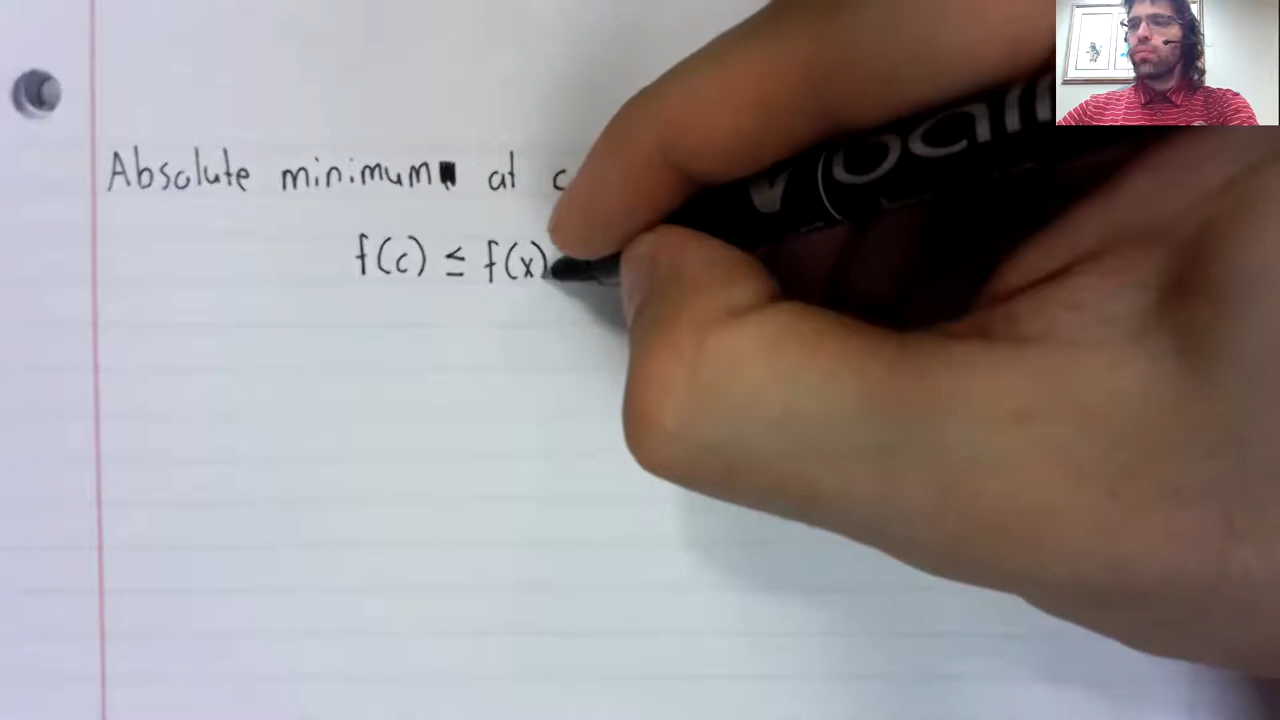 Absolute minimum at c
f(c) ≤ f(x)